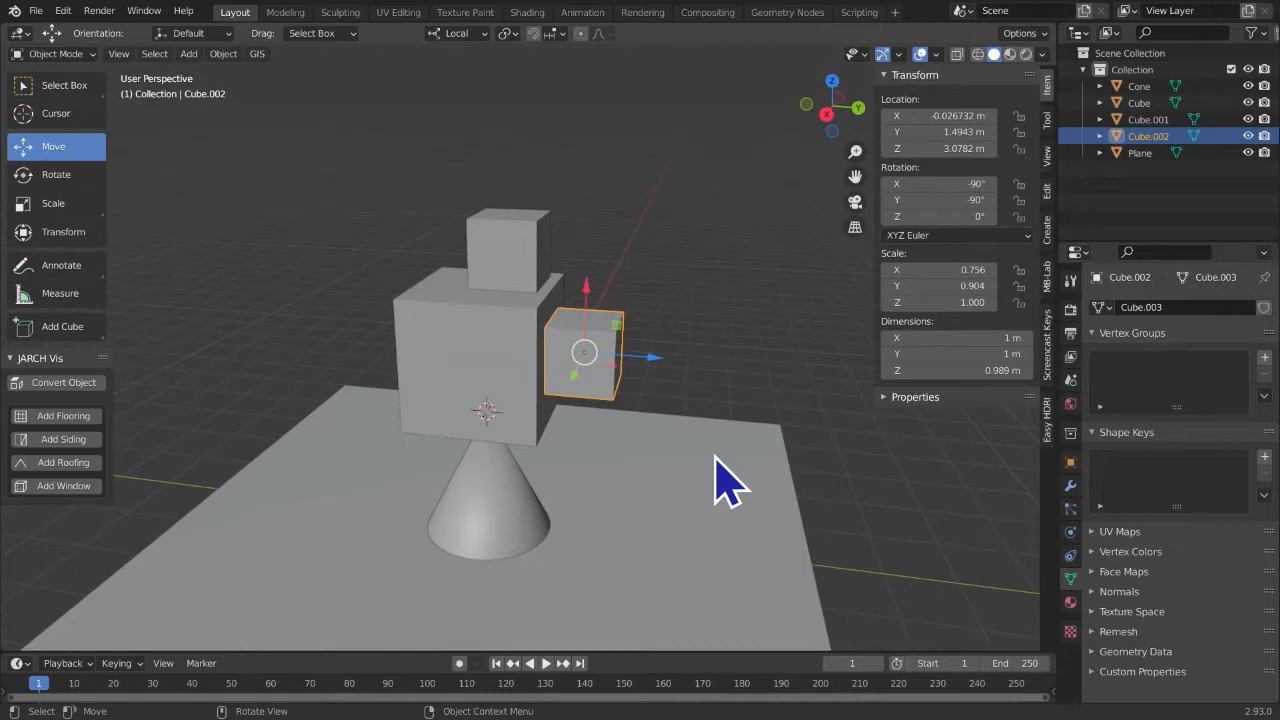 File Edit Render Window Help Layout Modeling Sculpting UV Editing Texture Paint Shading Animation Rendering Compositing Geometry Nodes Scripting + Scene View Layer
Orientation: Default Drag: Select Box Local Options
Object Mode View Select Add Object GIS
User Perspective
(1) Collection | Cube.002
Select Box
Cursor
Move
Rotate
Scale
Transform
Annotate
Measure
Add Cube
JARCH Vis
Convert Object
Add Flooring
Add Siding
Add Roofing
Add Window
Z
Y
X
Transform
Location:
X -0.026732 m
Y 1.4943 m
Z 3.0782 m
Rotation:
X -90°
Y -90°
Z 0°
XYZ Euler
Scale:
X 0.756
Y 0.904
Z 1.000
Dimensions:
X 1 m
Y 1 m
Z 0.989 m
Properties
Item
Tool
View
Edit
Create
MB-Lab
Screencast Keys
Easy HDRI
Scene Collection
Collection
Cone
Cube
Cube.001
Cube.002
Plane
Cube.002 Cube.003
Cube.003
Vertex Groups
Shape Keys
UV Maps
Vertex Colors
Face Maps
Normals
Texture Space
Remesh
Geometry Data
Custom Properties
Playback Keying View Marker 1 Start 1 End 250
1 10 20 30 40 50 60 70 80 90 100 110 120 130 140 150 160 170 180 190 200 210 220 230 240 250
Select Move Rotate View Object Context Menu 2.93.0